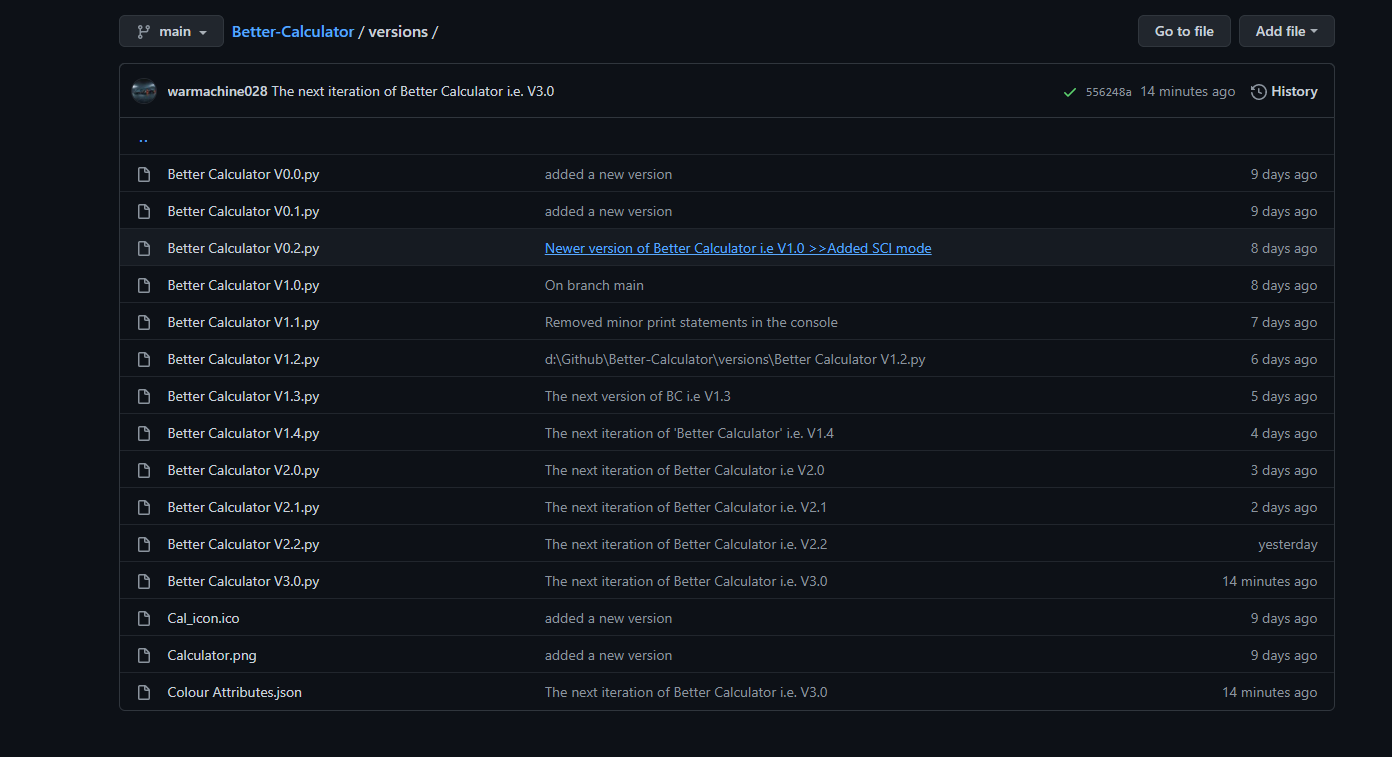 main Better-Calculator / versions / Go to file Add file
warmachine028 The next iteration of Better Calculator i.e. V3.0 556248a 14 minutes ago History
..
Better Calculator V0.0.py added a new version 9 days ago
Better Calculator V0.1.py added a new version 9 days ago
Better Calculator V0.2.py Newer version of Better Calculator i.e V1.0 >>Added SCI mode 8 days ago
Better Calculator V1.0.py On branch main 8 days ago
Better Calculator V1.1.py Removed minor print statements in the console 7 days ago
Better Calculator V1.2.py d:\Github\Better-Calculator\versions\Better Calculator V1.2.py 6 days ago
Better Calculator V1.3.py The next version of BC i.e V1.3 5 days ago
Better Calculator V1.4.py The next iteration of 'Better Calculator' i.e. V1.4 4 days ago
Better Calculator V2.0.py The next iteration of Better Calculator i.e V2.0 3 days ago
Better Calculator V2.1.py The next iteration of Better Calculator i.e. V2.1 2 days ago
Better Calculator V2.2.py The next iteration of Better Calculator i.e. V2.2 yesterday
Better Calculator V3.0.py The next iteration of Better Calculator i.e. V3.0 14 minutes ago
Cal_icon.ico added a new version 9 days ago
Calculator.png added a new version 9 days ago
Colour Attributes.json The next iteration of Better Calculator i.e. V3.0 14 minutes ago